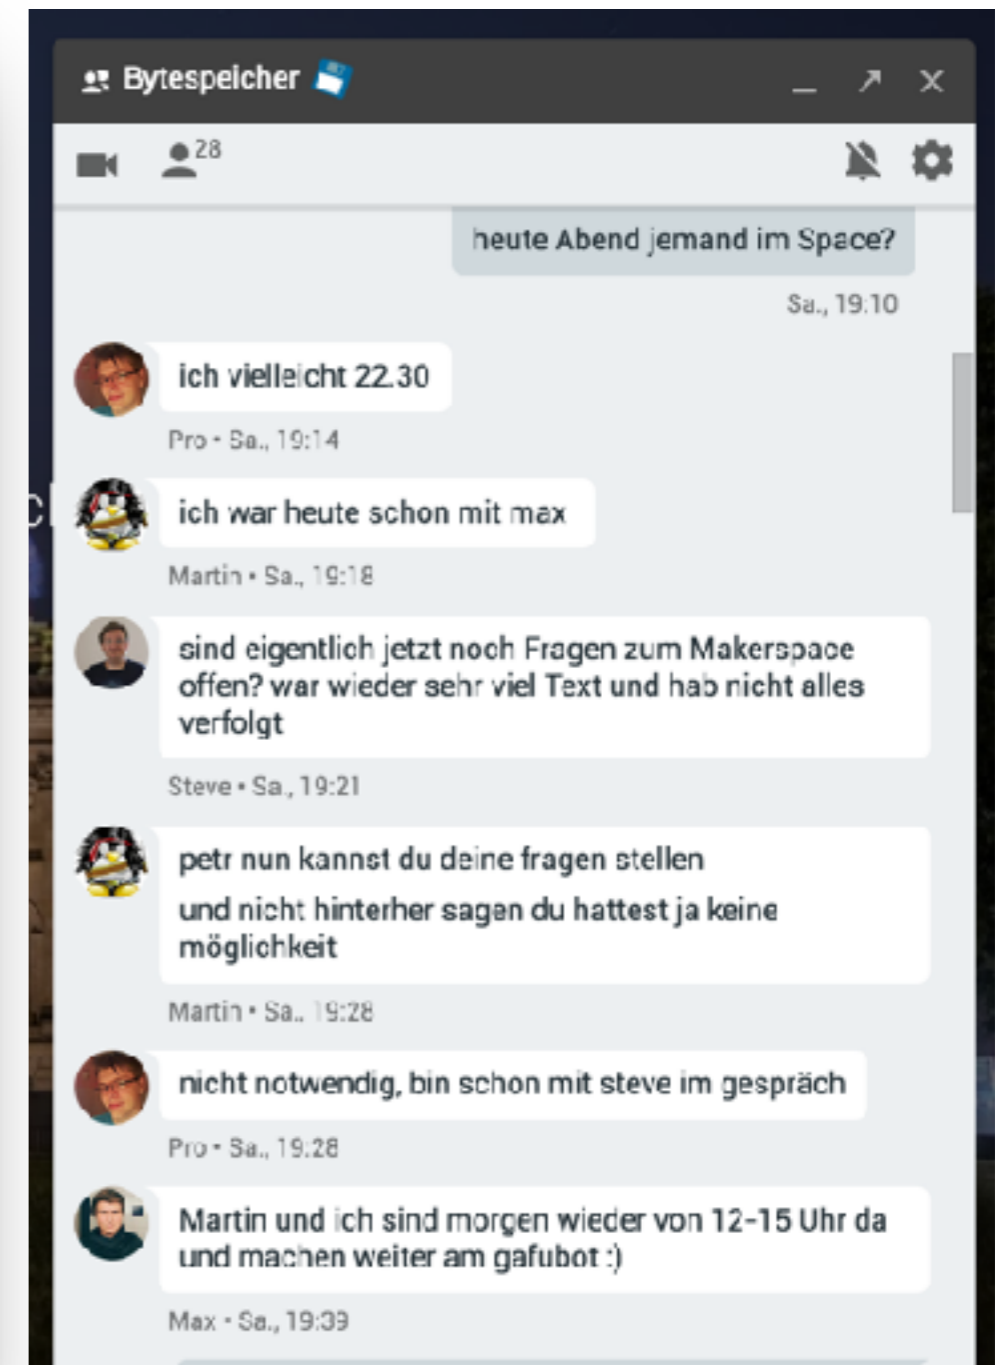 Bytespeicher
28
heute Abend jemand im Space?
Sa., 19:10
ich vielleicht 22.30
Pro • Sa., 19:14
ich war heute schon mit max
Martin • Sa., 19:18
sind eigentlich jetzt noch Fragen zum Makerspace
offen? war wieder sehr viel Text und hab nicht alles
verfolgt
Steve • Sa., 19:21
petr nun kannst du deine fragen stellen
und nicht hinterher sagen du hattest ja keine
möglichkeit
Martin • Sa., 19:28
nicht notwendig, bin schon mit steve im gespräch
Pro • Sa., 19:28
Martin und ich sind morgen wieder von 12-15 Uhr da
und machen weiter am gafubot :)
Max • Sa., 19:39